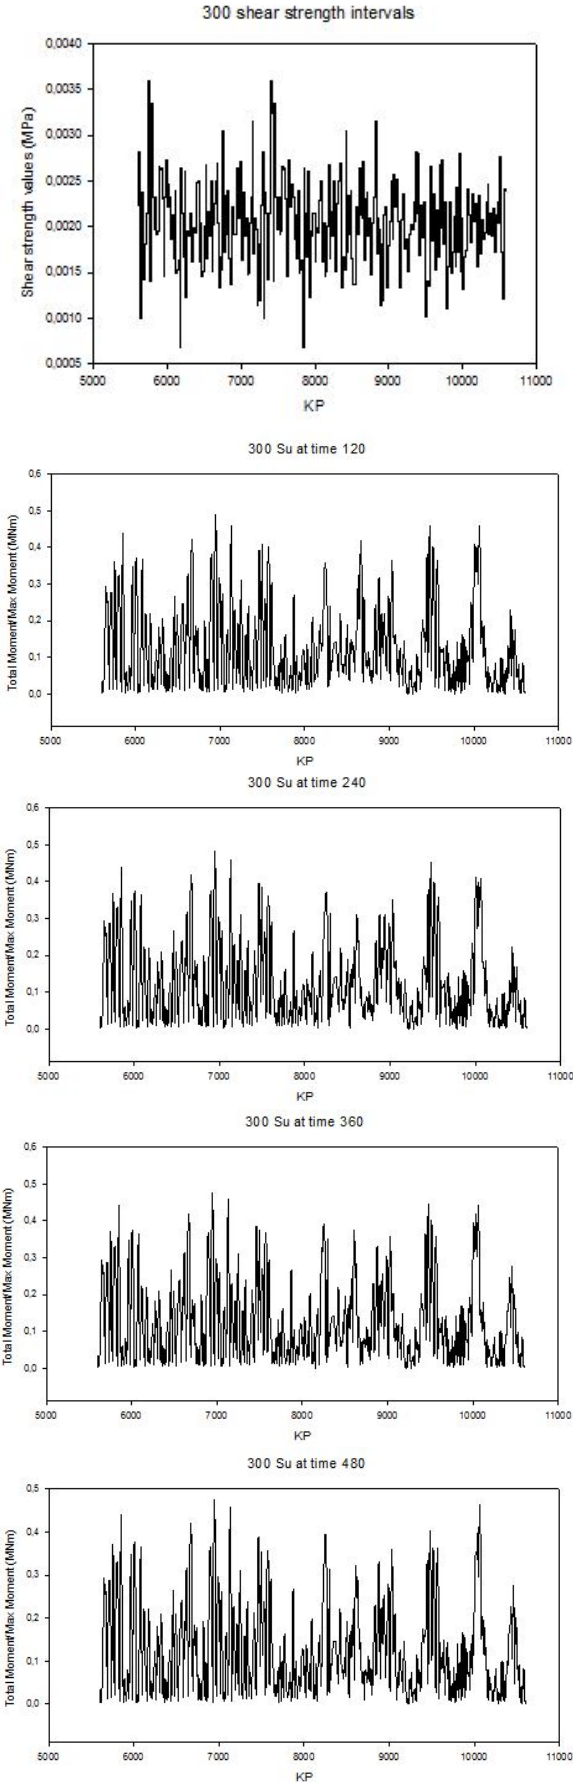 300 shear strength intervals
0,0040
0,0035
0,0030
0,0025
0,0020
0,0015
0,0010
0,0005
Shear strength values (MPa)
5000 6000 7000 8000 9000 10000 11000
KP
300 Su at time 120
0,6
0,5
0,4
0,3
0,2
0,1
0,0
Total Moment/Max Moment (MNm)
5000 6000 7000 8000 9000 10000 11000
KP
300 Su at time 240
0,6
0,5
0,4
0,3
0,2
0,1
0,0
Total Moment/Max Moment (MNm)
5000 6000 7000 8000 9000 10000 11000
KP
300 Su at time 360
0,6
0,5
0,4
0,3
0,2
0,1
0,0
Total Moment/Max Moment (MNm)
5000 6000 7000 8000 9000 10000 11000
KP
300 Su at time 480
0,5
0,4
0,3
0,2
0,1
0,0
Total Moment/Max Moment (MNm)
5000 6000 7000 8000 9000 10000 11000
KP